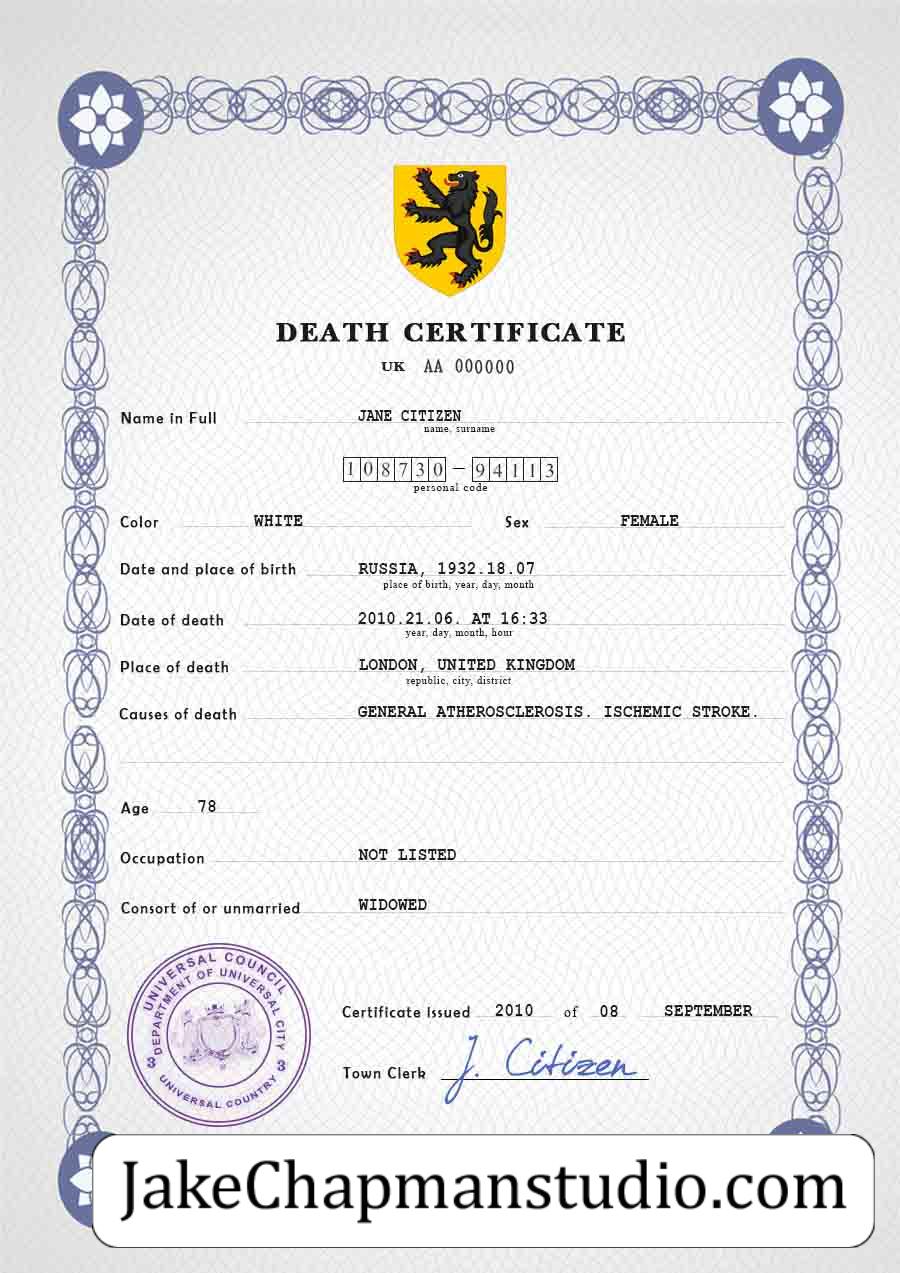 DEATH CERTIFICATE
UK AA 000000
Name in Full JANE CITIZEN
name, surname
108730 – 94113
personal code
Color WHITE Sex FEMALE
Date and place of birth RUSSIA, 1932.18.07
place of birth, year, day, month
Date of death 2010.21.06. AT 16:33
year, day, month, hour
Place of death LONDON, UNITED KINGDOM
republic, city, district
Causes of death GENERAL ATHEROSCLEROSIS. ISCHEMIC STROKE.
Age 78
Occupation NOT LISTED
Consort of or unmarried WIDOWED
UNIVERSAL COUNCIL
DEPARTMENT OF UNIVERSAL CITY
3 3
UNIVERSAL COUNTRY
Certificate issued 2010 of 08 SEPTEMBER
Town Clerk J. Citizen
JakeChapmanstudio.com